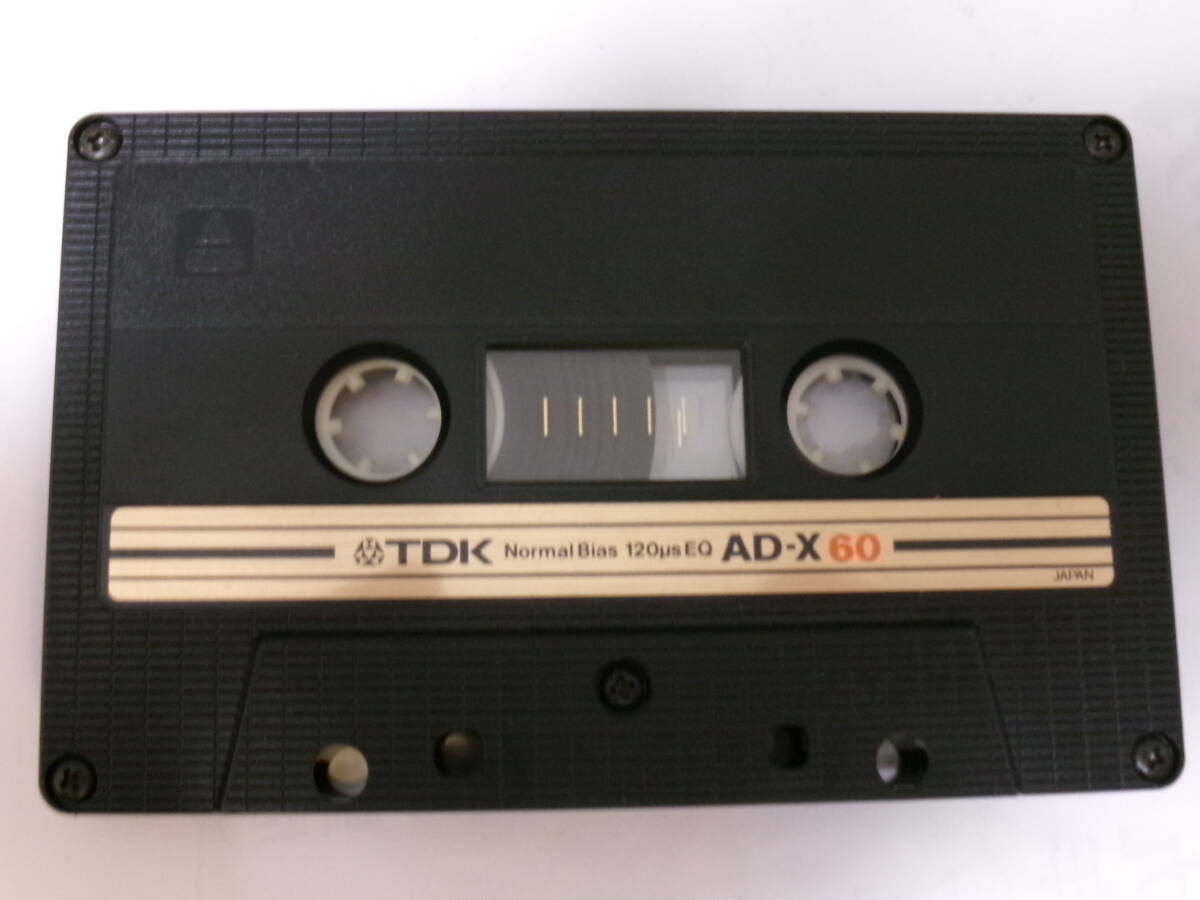 TDK Normal Bias 120µs EQ AD-X 60
JAPAN